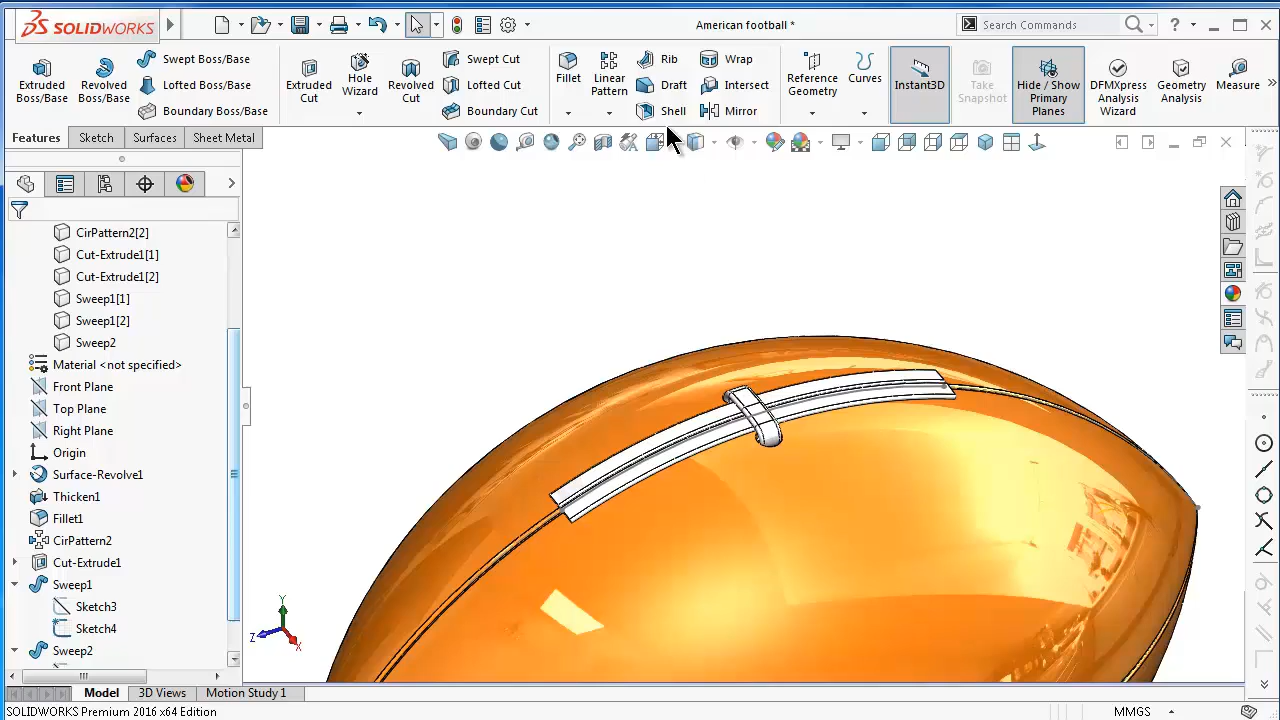 SOLIDWORKS
American football *
Search Commands
Extruded Boss/Base
Revolved Boss/Base
Swept Boss/Base
Lofted Boss/Base
Boundary Boss/Base
Extruded Cut
Hole Wizard
Revolved Cut
Swept Cut
Lofted Cut
Boundary Cut
Fillet
Linear Pattern
Rib
Draft
Shell
Wrap
Intersect
Mirror
Reference Geometry
Curves
Instant3D
Take Snapshot
Hide / Show Primary Planes
DFMXpress Analysis Wizard
Geometry Analysis
Measure
Features
Sketch
Surfaces
Sheet Metal
CirPattern2[2]
Cut-Extrude1[1]
Cut-Extrude1[2]
Sweep1[1]
Sweep1[2]
Sweep2
Material <not specified>
Front Plane
Top Plane
Right Plane
Origin
Surface-Revolve1
Thicken1
Fillet1
CirPattern2
Cut-Extrude1
Sweep1
Sketch3
Sketch4
Sweep2
Y
Z
X
Model
3D Views
Motion Study 1
SOLIDWORKS Premium 2016 x64 Edition
MMGS